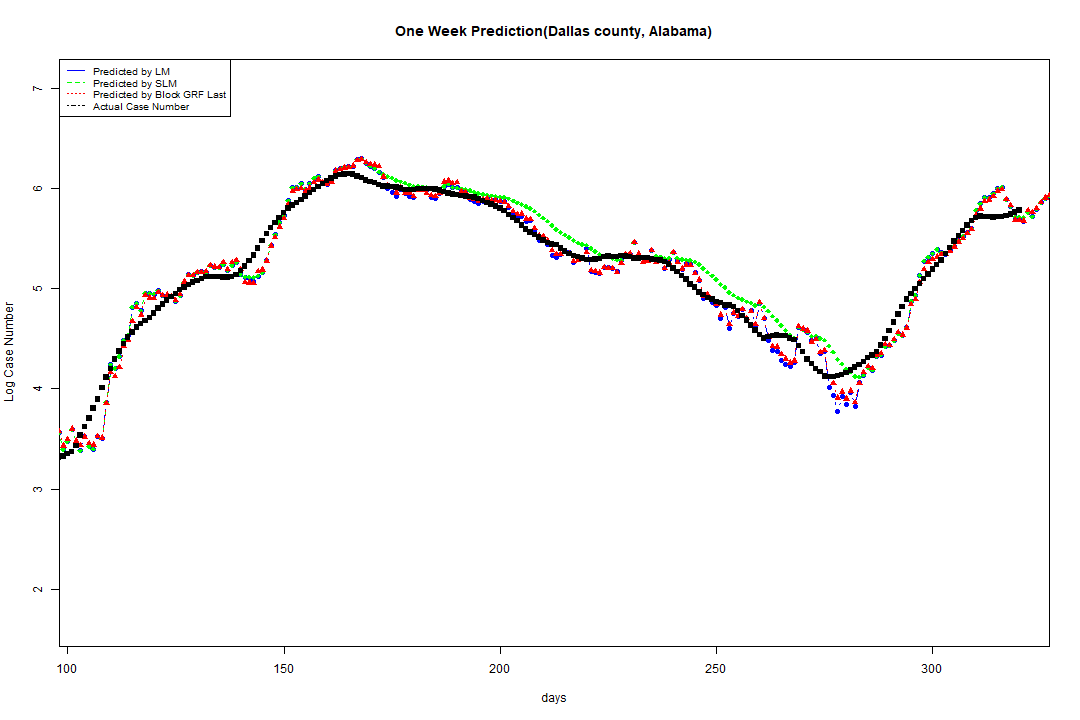 One Week Prediction(Dallas county, Alabama)
Predicted by LM
Predicted by SLM
Predicted by Block GRF Last
Actual Case Number
7
6
5
4
3
2
Log Case Number
100 150 200 250 300
days